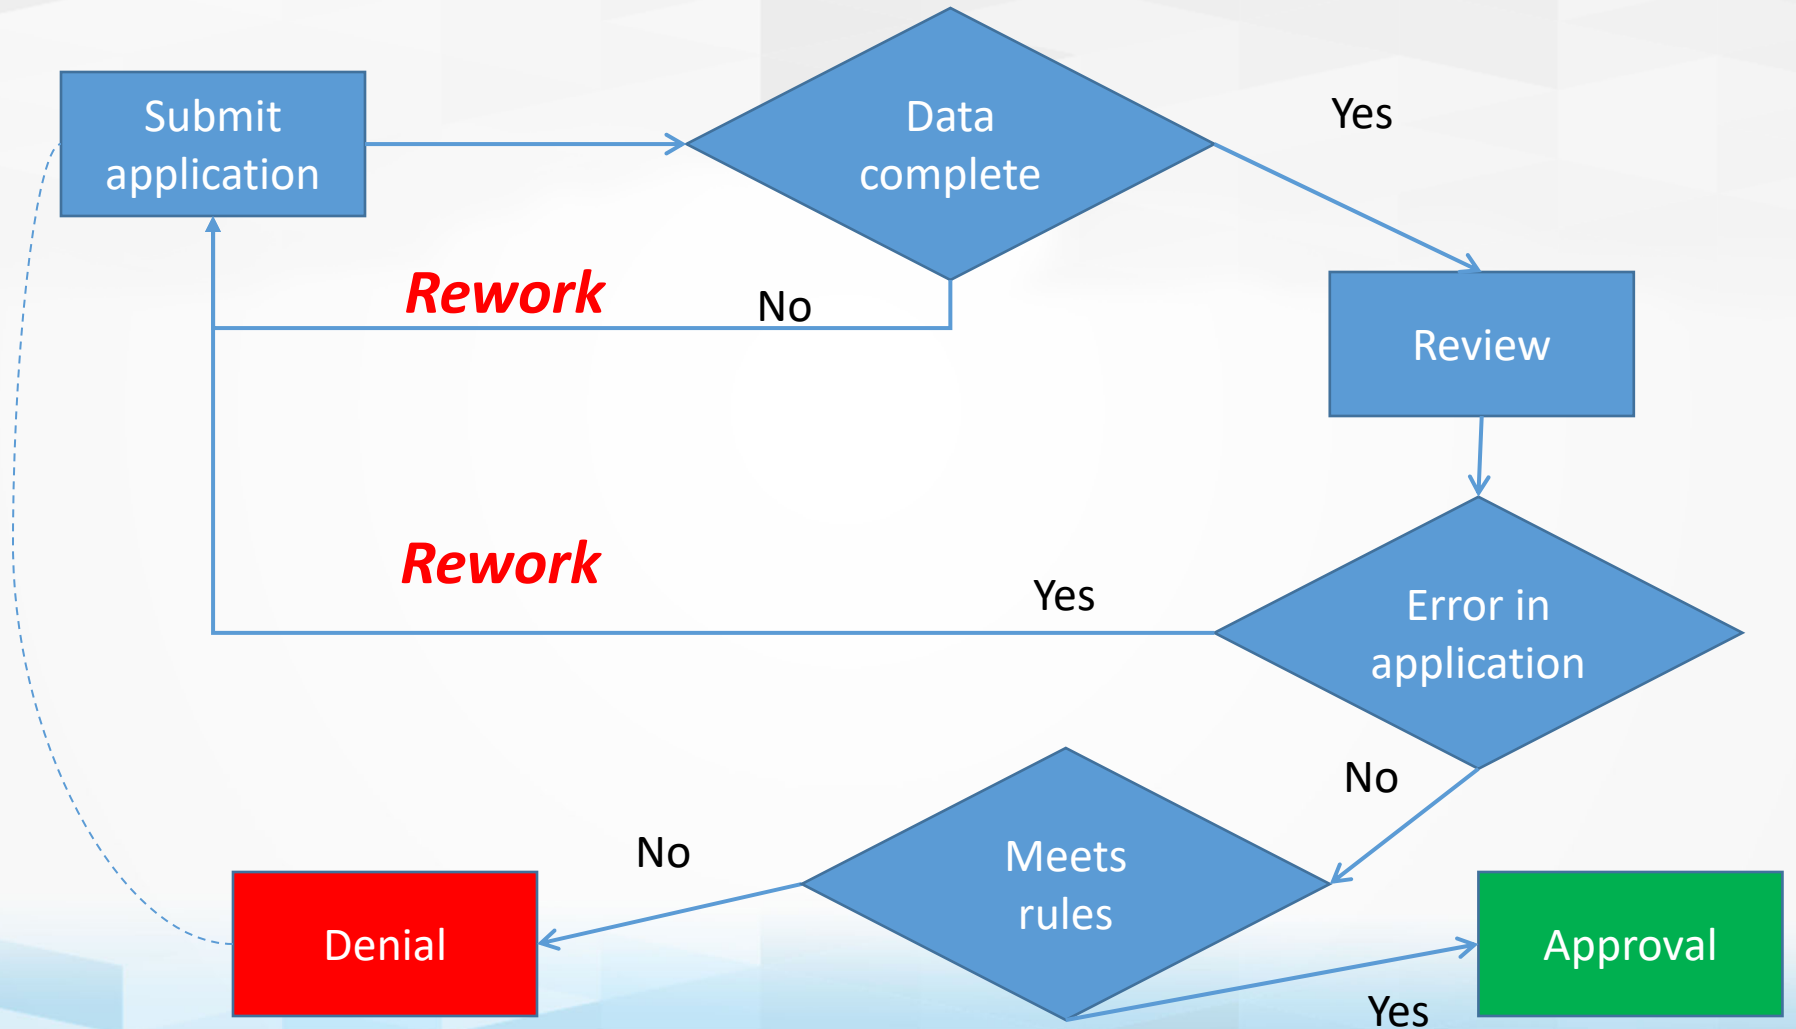 Submit
application
Data
complete
Yes
Rework
No
Review
Rework
Yes
Error in
application
No
No
Meets
rules
Denial
Approval
Yes